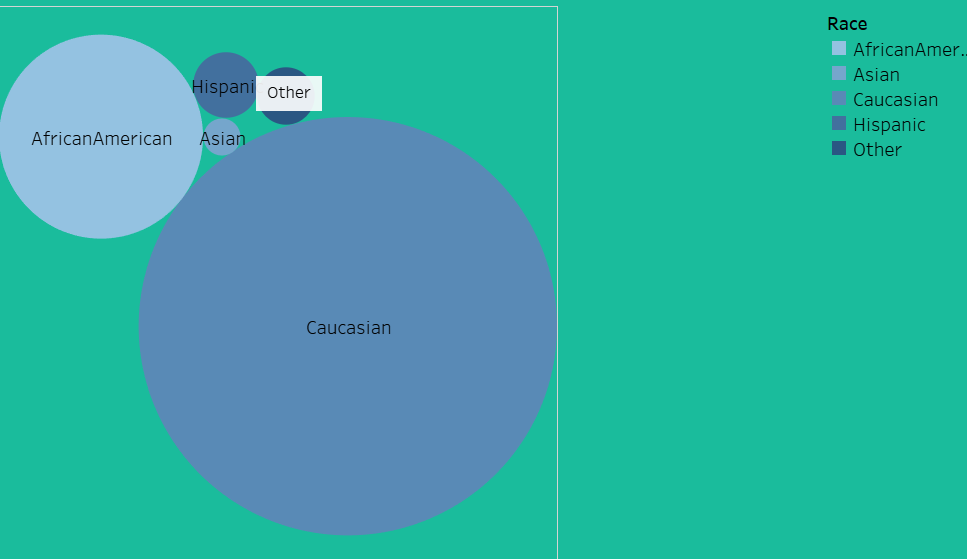 Hispani
Other
AfricanAmerican
Asian
Caucasian
Race
AfricanAmer..
Asian
Caucasian
Hispanic
Other